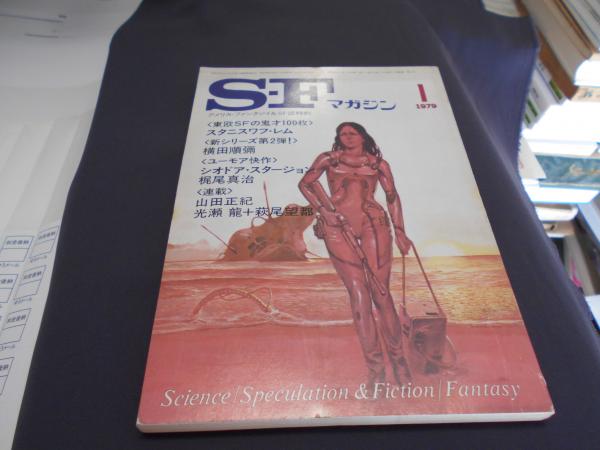 S-Fマガジン
1
1979
<東欧SFの鬼才100枚>
スタニスワフ・レム
<新シリーズ第2弾!>
横田順彌
<ユーモア快作>
シオドア・スタージョン
梶尾真治
<連載>
山田正紀
光瀬 龍+萩尾望都
Science/Speculation & Fiction/Fantasy